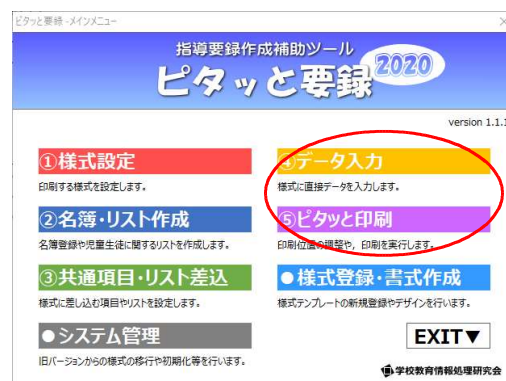 ピタッと要録 -メインメニュー
指導要録作成補助ツール
ピタッと要録2020
version 1.1.1
①様式設定
印刷する様式を設定します。
②名簿・リスト作成
名簿登録や児童生徒に関するリストを作成します。
③共通項目・リスト差込
様式に差し込む項目やリストを設定します。
●システム管理
旧バージョンからの様式の移行や初期化等を行います。
④データ入力
様式に直接データを入力します。
⑤ピタッと印刷
印刷位置の調整や，印刷を実行します。
●様式登録・書式作成
様式テンプレートの新規登録やデザインを行います。
EXIT▼
学校教育情報処理研究会